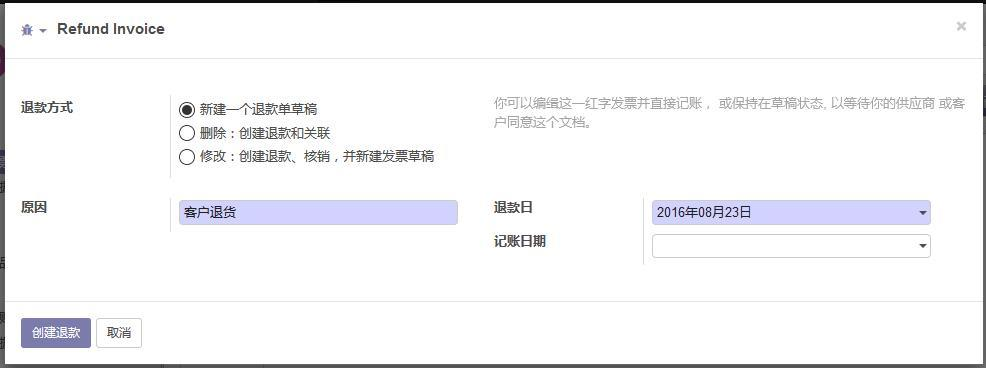 Refund Invoice
退款方式
新建一个退款单草稿
删除：创建退款和关联
修改：创建退款、核销，并新建发票草稿
你可以编辑这一红字发票并直接记账， 或保持在草稿状态, 以等待你的供应商 或客
户同意这个文档。
原因
客户退货
退款日
2016年08月23日
记账日期
创建退款
取消